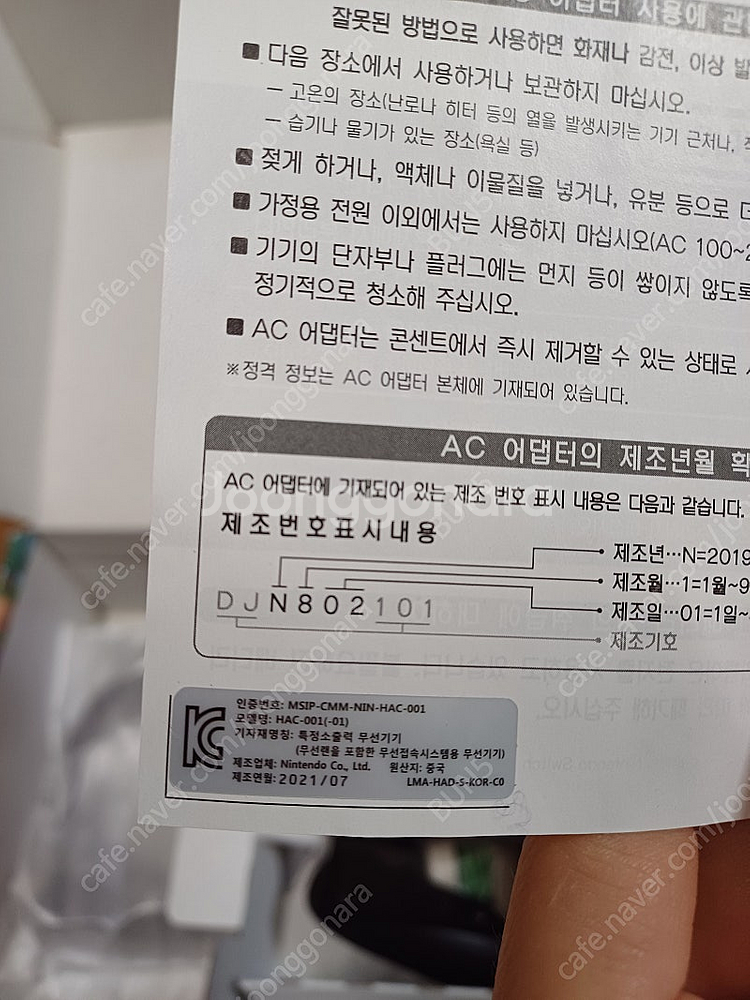 어댑터 사용에 관
잘못된 방법으로 사용하면 화재나 감전, 이상 발
■ 다음 장소에서 사용하거나 보관하지 마십시오.
― 고온의 장소(난로나 히터 등의 열을 발생시키는 기기 근처나,
― 습기나 물기가 있는 장소(욕실 등)
■ 젖게 하거나, 액체나 이물질을 넣거나, 유분 등으로 더
■ 가정용 전원 이외에서는 사용하지 마십시오(AC 100~2
■ 기기의 단자부나 플러그에는 먼지 등이 쌓이지 않도록
정기적으로 청소해 주십시오.
■ AC 어댑터는 콘센트에서 즉시 제거할 수 있는 상태로
※정격 정보는 AC 어댑터 본체에 기재되어 있습니다.
AC 어댑터의 제조년월 확
AC 어댑터에 기재되어 있는 제조 번호 표시 내용은 다음과 같습니다.
제조번호표시내용
제조년…N=2019
제조월…1=1월~9
DJN802101
제조일…01=1일~
제조기호
인증번호: MSIP-CMM-NIN-HAC-001
모델명: HAC-001(-01)
기자재명칭: 특정소출력 무선기기
(무선랜을 포함한 무선접속시스템용 무선기기)
제조업체: Nintendo Co., Ltd. 원산지: 중국
제조연월: 2021/07 LMA-HAD-S-KOR-C0
Joonggonara
cafe.naver.com/joonggonara
BUN5